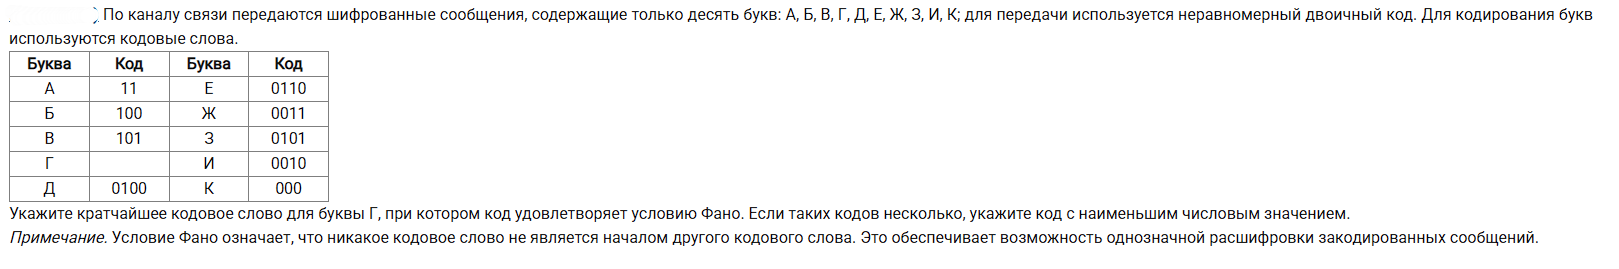 По каналу связи передаются шифрованные сообщения, содержащие только десять букв: А, Б, В, Г, Д, Е, Ж, З, И, К; для передачи используется неравномерный двоичный код. Для кодирования букв
используются кодовые слова.
Буква Код Буква Код
А 11 Е 0110
Б 100 Ж 0011
В 101 З 0101
Г И 0010
Д 0100 К 000
Укажите кратчайшее кодовое слово для буквы Г, при котором код удовлетворяет условию Фано. Если таких кодов несколько, укажите код с наименьшим числовым значением.
Примечание. Условие Фано означает, что никакое кодовое слово не является началом другого кодового слова. Это обеспечивает возможность однозначной расшифровки закодированных сообщений.